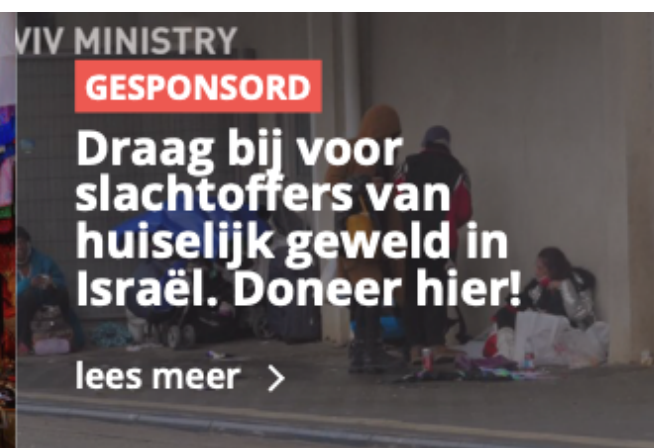 VIV MINISTRY
GESPONSORD
Draag bij voor
slachtoffers van
huiselijk geweld in
Israël. Doneer hier!
lees meer